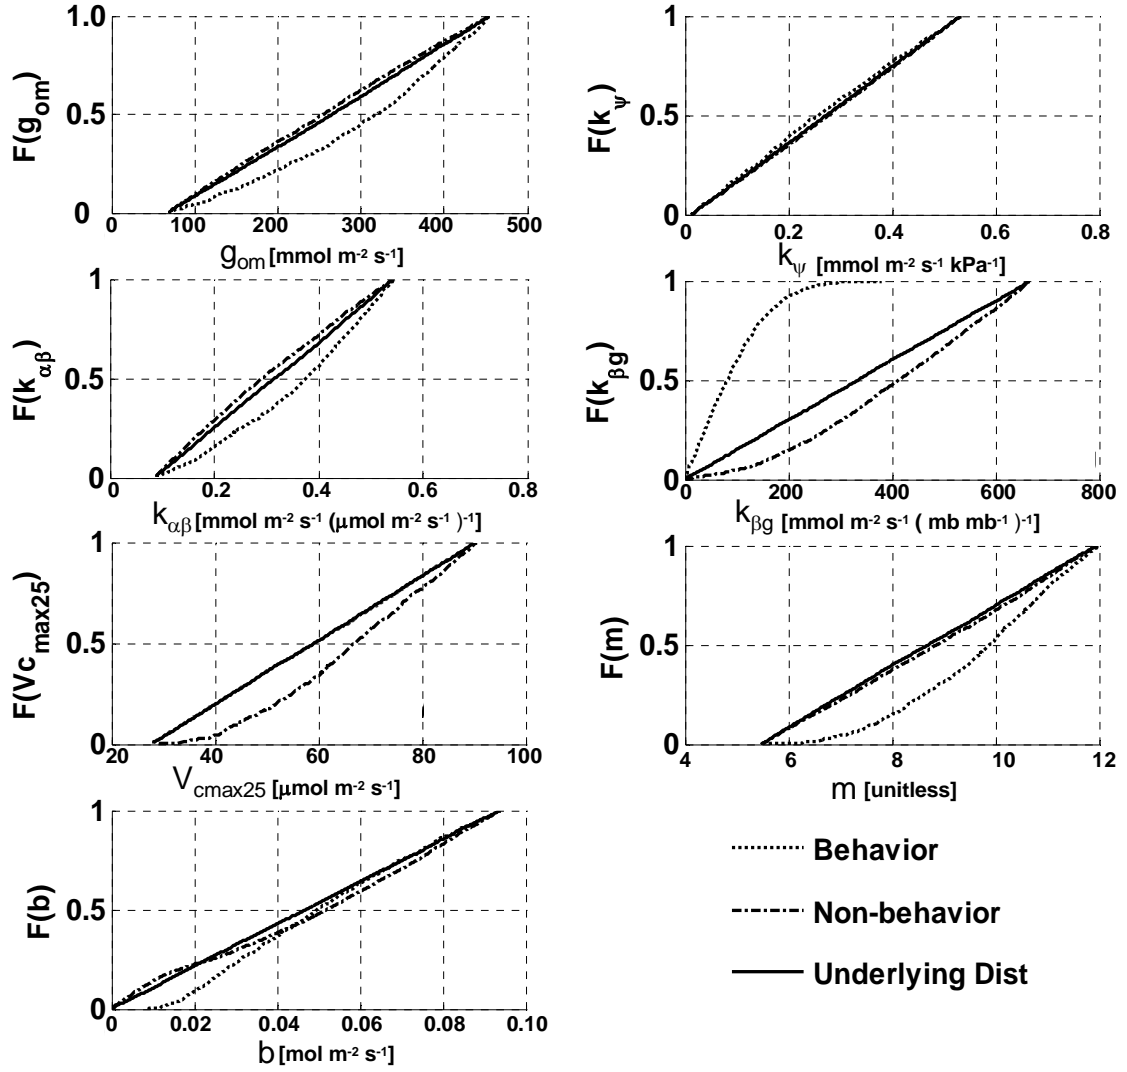 1.0
0.5
0
F(g_om)
0 100 200 300 400 500
g_om [mmol m⁻² s⁻¹]
1
0.5
0
F(k_ψ)
0 0.2 0.4 0.6 0.8
k_ψ [mmol m⁻² s⁻¹ kPa⁻¹]
1
0.5
0
F(k_αβ)
0 0.2 0.4 0.6 0.8
k_αβ [mmol m⁻² s⁻¹ (μmol m⁻² s⁻¹ )⁻¹]
1
0.5
0
F(k_βg)
0 200 400 600 800
k_βg [mmol m⁻² s⁻¹ ( mb mb⁻¹ )⁻¹]
1
0.5
0
F(Vc_max25)
20 40 60 80 100
V_cmax25 [μmol m⁻² s⁻¹]
1
0.5
0
F(m)
4 6 8 10 12
m [unitless]
1
0.5
0
F(b)
0 0.02 0.04 0.06 0.08 0.10
b [mol m⁻² s⁻¹]
Behavior
Non-behavior
Underlying Dist